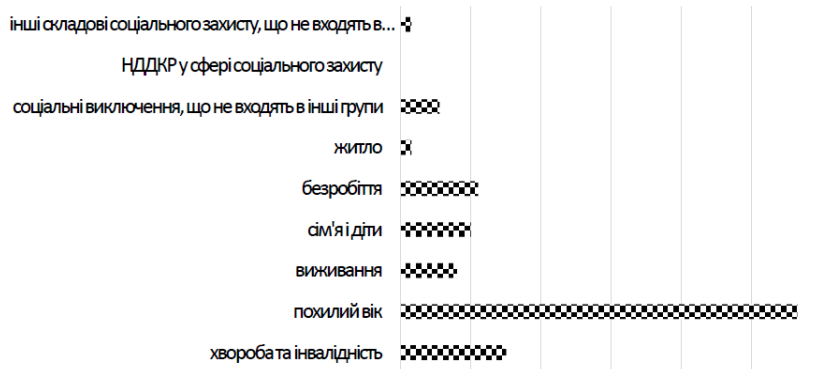 інші складові соціального захисту, що не входять в...
НДДКР у сфері соціального захисту
соціальні виключення, що не входять в інші групи
житло
безробіття
сім'я і діти
виживання
похилий вік
хвороба та інвалідність